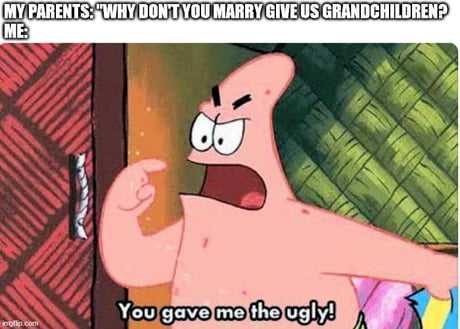 MY PARENTS: "WHY DON'T YOU MARRY GIVE US GRANDCHILDREN?
ME:
You gave me the ugly!
imgflip.com